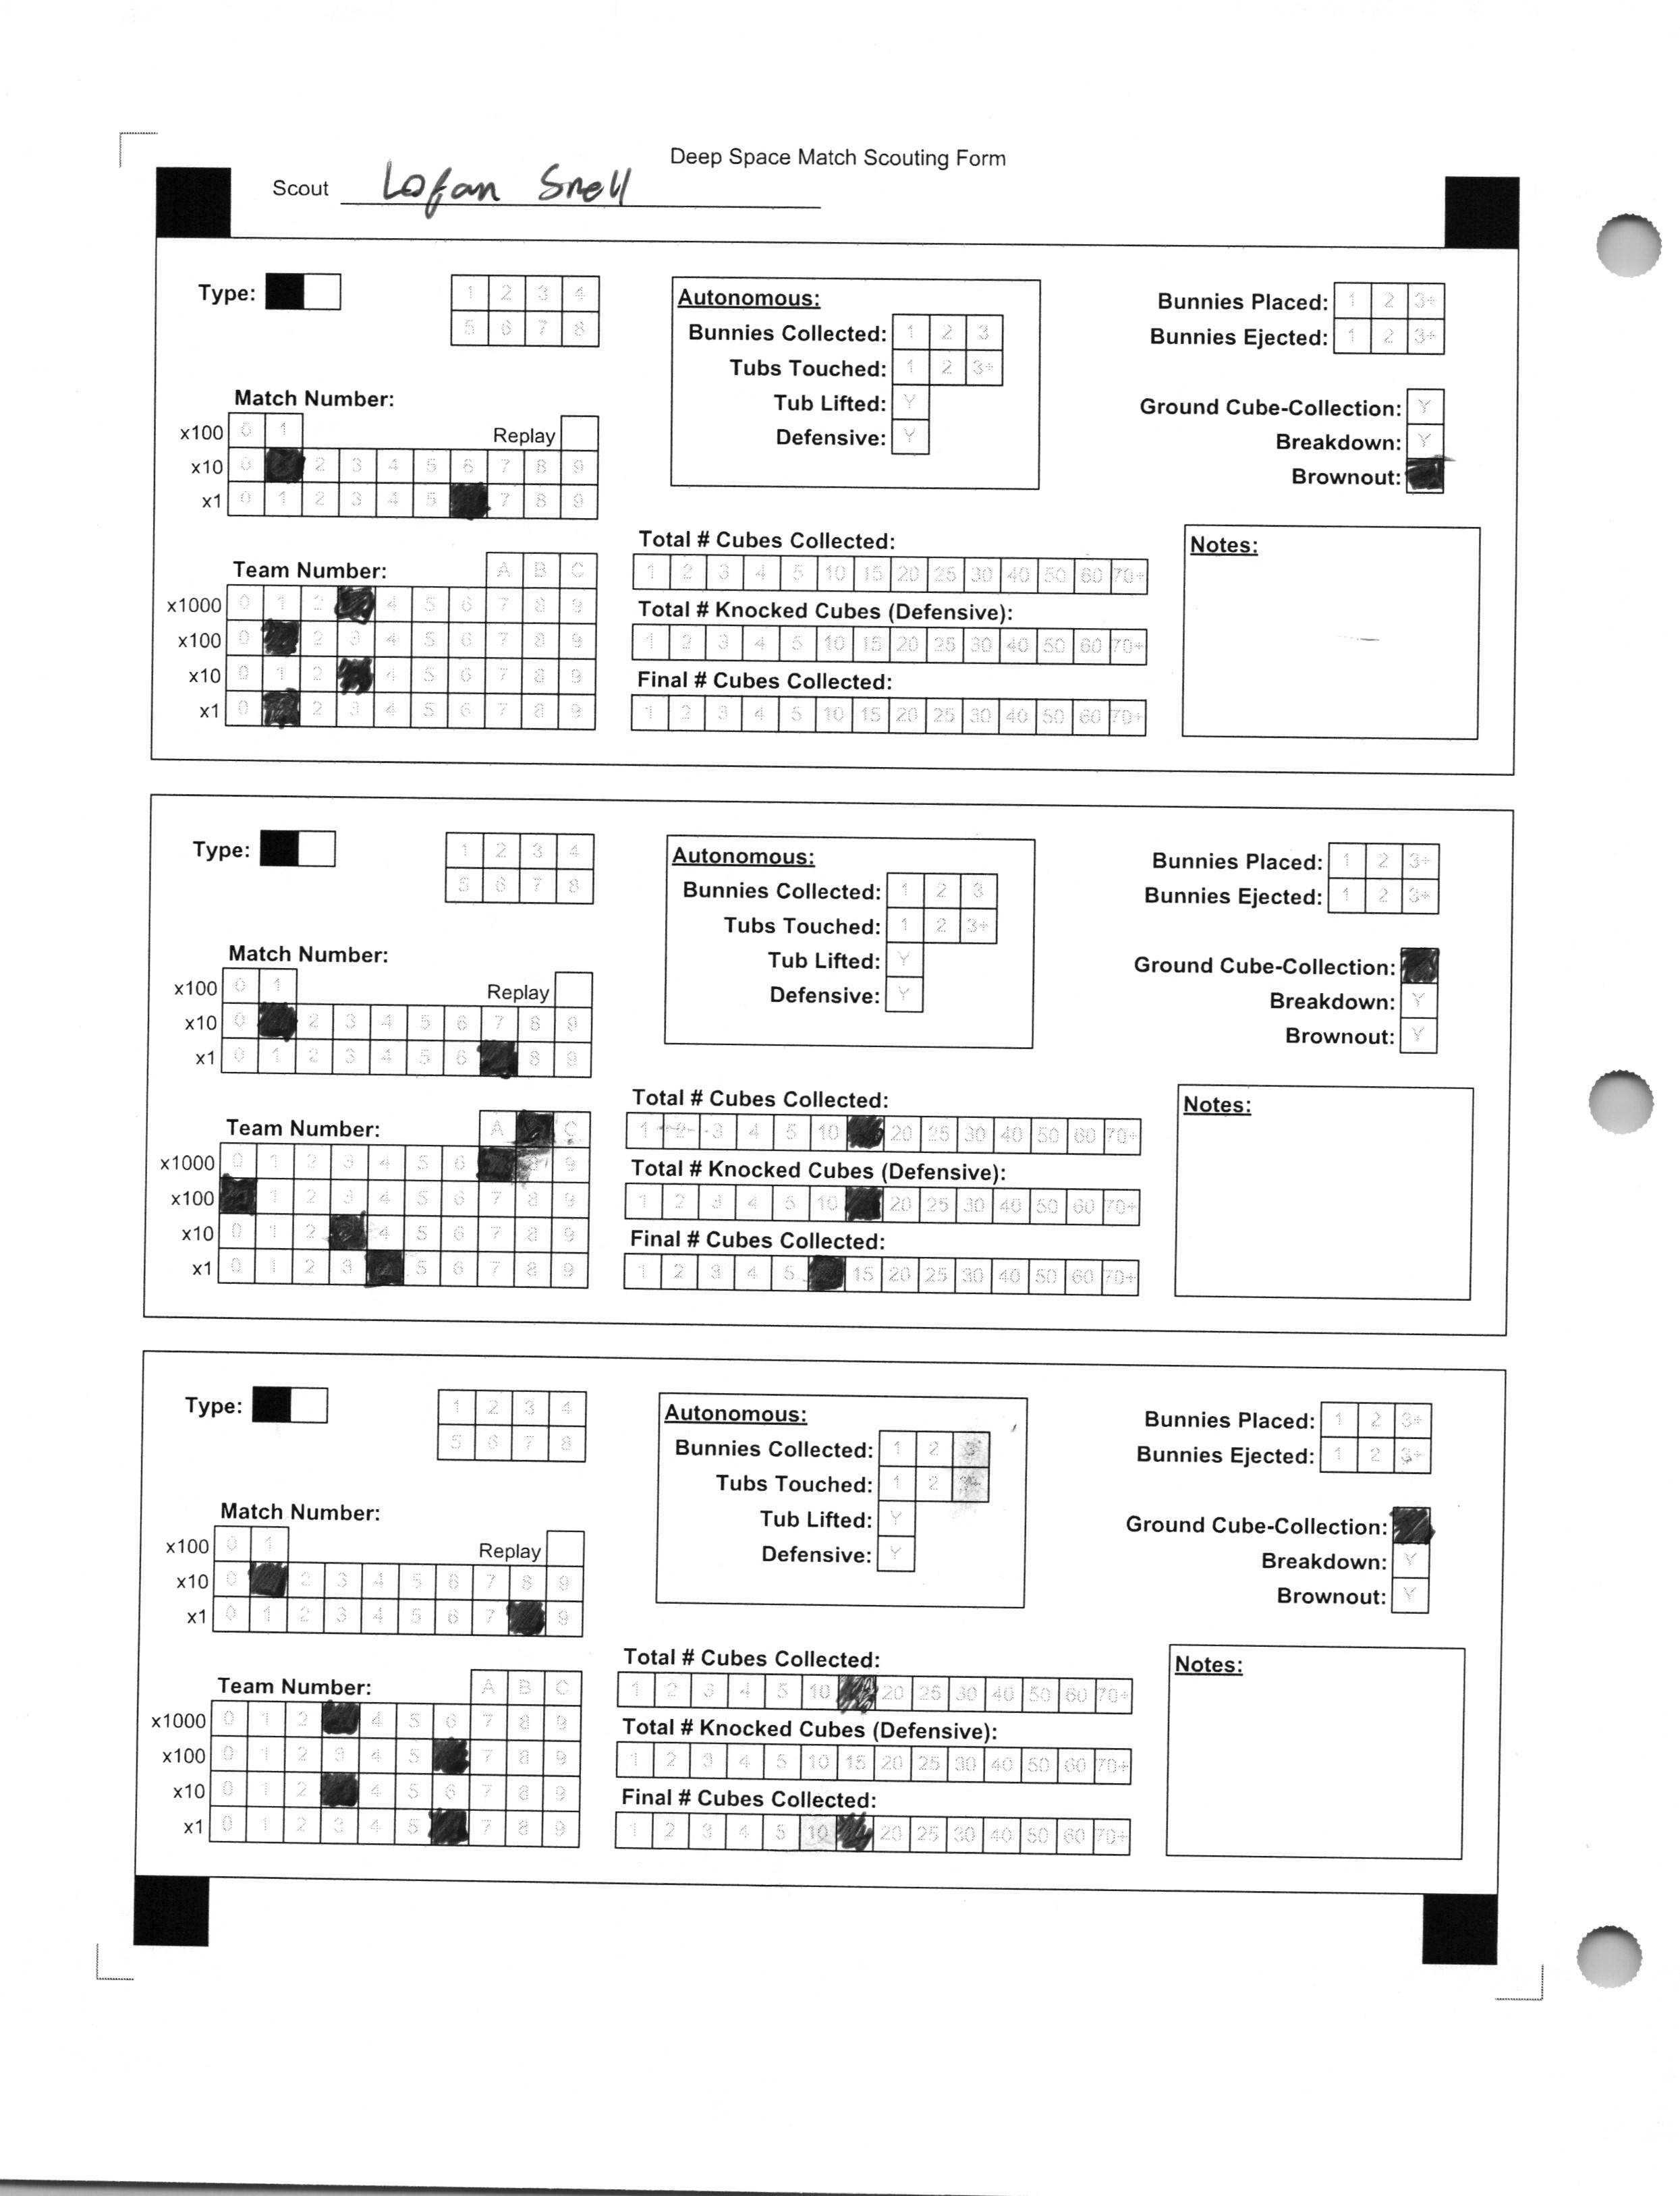 Deep Space Match Scouting Form
Scout Lofan Snell
Type:
1 2 3 4
5 6 7 8
Autonomous:
Bunnies Collected: 1 2 3
Tubs Touched: 1 2 3+
Tub Lifted: Y
Defensive: Y
Bunnies Placed: 1 2 3+
Bunnies Ejected: 1 2 3+
Ground Cube-Collection: Y
Breakdown: Y
Brownout:
Match Number:
x100 0 1 Replay
x10 0 2 3 4 5 6 7 8 9
x1 0 1 2 3 4 5 7 8 9
Team Number: A B C
x1000 0 1 2 4 5 6 7 8 9
x100 0 2 3 4 5 6 7 8 9
x10 0 1 2 4 5 6 7 8 9
x1 0 2 3 4 5 6 7 8 9
Total # Cubes Collected:
1 2 3 4 5 10 15 20 25 30 40 50 60 70+
Total # Knocked Cubes (Defensive):
1 2 3 4 5 10 15 20 25 30 40 50 60 70+
Final # Cubes Collected:
1 2 3 4 5 10 15 20 25 30 40 50 60 70+
Notes:
Type:
1 2 3 4
5 6 7 8
Autonomous:
Bunnies Collected: 1 2 3
Tubs Touched: 1 2 3+
Tub Lifted: Y
Defensive: Y
Bunnies Placed: 1 2 3+
Bunnies Ejected: 1 2 3+
Ground Cube-Collection:
Breakdown: Y
Brownout: Y
Match Number:
x100 0 1 Replay
x10 0 2 3 4 5 6 7 8 9
x1 0 1 2 3 4 5 6 8 9
Team Number: A C
x1000 0 1 2 3 4 5 6 8 9
x100 1 2 3 4 5 6 7 8 9
x10 0 1 2 4 5 6 7 8 9
x1 0 1 2 3 5 6 7 8 9
Total # Cubes Collected:
1 2 3 4 5 10 20 25 30 40 50 60 70+
Total # Knocked Cubes (Defensive):
1 2 3 4 5 10 20 25 30 40 50 60 70+
Final # Cubes Collected:
1 2 3 4 5 15 20 25 30 40 50 60 70+
Notes:
Type:
1 2 3 4
5 6 7 8
Autonomous:
Bunnies Collected: 1 2 3
Tubs Touched: 1 2 3+
Tub Lifted: Y
Defensive: Y
Bunnies Placed: 1 2 3+
Bunnies Ejected: 1 2 3+
Ground Cube-Collection:
Breakdown: Y
Brownout: Y
Match Number:
x100 0 1 Replay
x10 0 2 3 4 5 6 7 8 9
x1 0 1 2 3 4 5 6 7 9
Team Number: A B C
x1000 0 1 2 4 5 6 7 8 9
x100 0 1 2 3 4 5 7 8 9
x10 0 1 2 4 5 6 7 8 9
x1 0 1 2 3 4 5 7 8 9
Total # Cubes Collected:
1 2 3 4 5 10 20 25 30 40 50 60 70+
Total # Knocked Cubes (Defensive):
1 2 3 4 5 10 15 20 25 30 40 50 60 70+
Final # Cubes Collected:
1 2 3 4 5 10 20 25 30 40 50 60 70+
Notes: